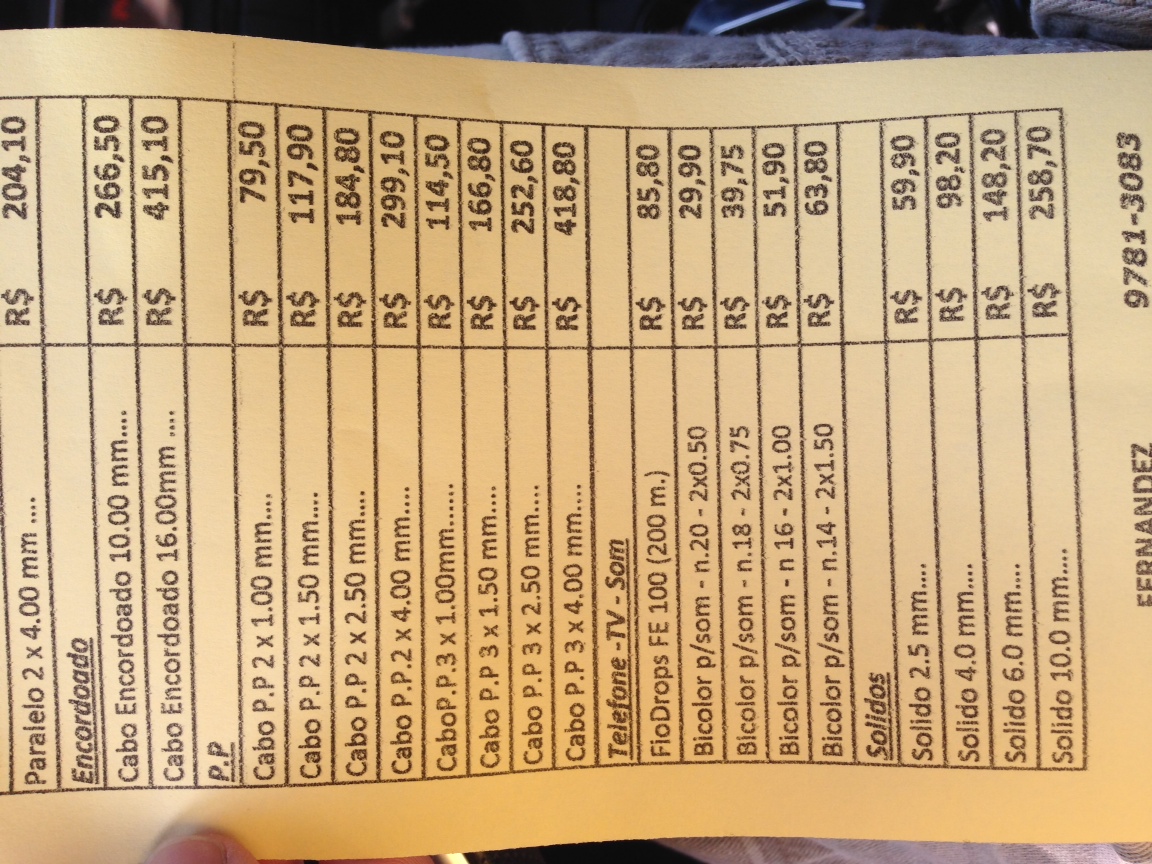 Paralelo 2 x 4.00 mm .... R$ 204,10
Encordoado
Cabo Encordoado 10.00 mm.... R$ 266,50
Cabo Encordoado 16.00mm .... R$ 415,10
P.P
Cabo P.P 2 x 1.00 mm.... R$ 79,50
Cabo P.P 2 x 1.50 mm.... R$ 117,90
Cabo P.P 2 x 2.50 mm.... R$ 184,80
Cabo P.P.2 x 4.00 mm.... R$ 299,10
CaboP.P.3 x 1.00mm..... R$ 114,50
Cabo P.P 3 x 1.50 mm.... R$ 166,80
Cabo P.P 3 x 2.50 mm.... R$ 252,60
Cabo P.P 3 x 4.00 mm.... R$ 418,80
Telefone -TV - Som
FioDrops FE 100 (200 m.) R$ 85,80
Bicolor p/som - n.20 - 2x0.50 R$ 29,90
Bicolor p/som - n.18 - 2x0.75 R$ 39,75
Bicolor p/som - n 16 - 2x1.00 R$ 51,90
Bicolor p/som - n.14 - 2x1.50 R$ 63,80
Solidos
Solido 2.5 mm.... R$ 59,90
Solido 4.0 mm.... R$ 98,20
Solido 6.0 mm.... R$ 148,20
Solido 10.0 mm.... R$ 258,70
FERNANDEZ 9781-3083